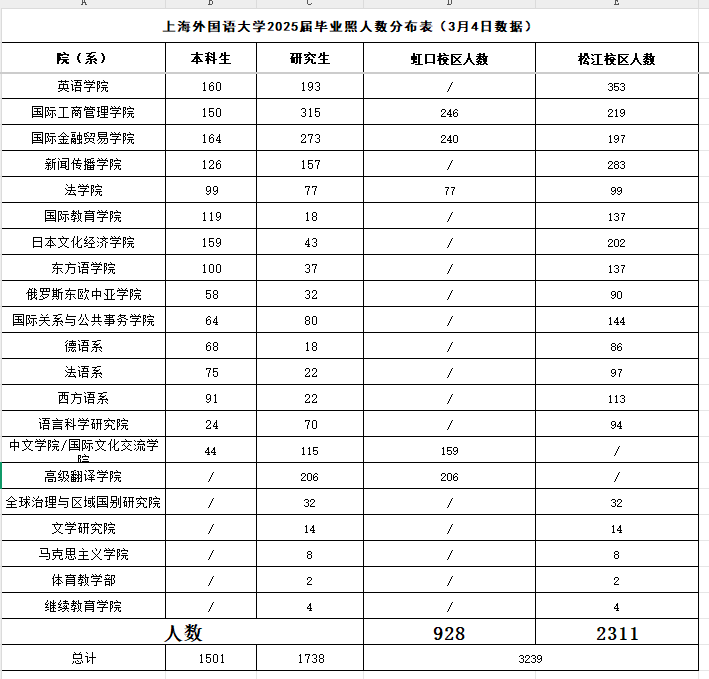 A B C D E
上海外国语大学2025届毕业照人数分布表（3月4日数据）
院（系） 本科生 研究生 虹口校区人数 松江校区人数
英语学院 160 193 / 353
国际工商管理学院 150 315 246 219
国际金融贸易学院 164 273 240 197
新闻传播学院 126 157 / 283
法学院 99 77 77 99
国际教育学院 119 18 / 137
日本文化经济学院 159 43 / 202
东方语学院 100 37 / 137
俄罗斯东欧中亚学院 58 32 / 90
国际关系与公共事务学院 64 80 / 144
德语系 68 18 / 86
法语系 75 22 / 97
西方语系 91 22 / 113
语言科学研究院 24 70 / 94
中文学院/国际文化交流学院 44 115 159 /
高级翻译学院 / 206 206 /
全球治理与区域国别研究院 / 32 / 32
文学研究院 / 14 / 14
马克思主义学院 / 8 / 8
体育教学部 / 2 / 2
继续教育学院 / 4 / 4
人数 928 2311
总计 1501 1738 3239